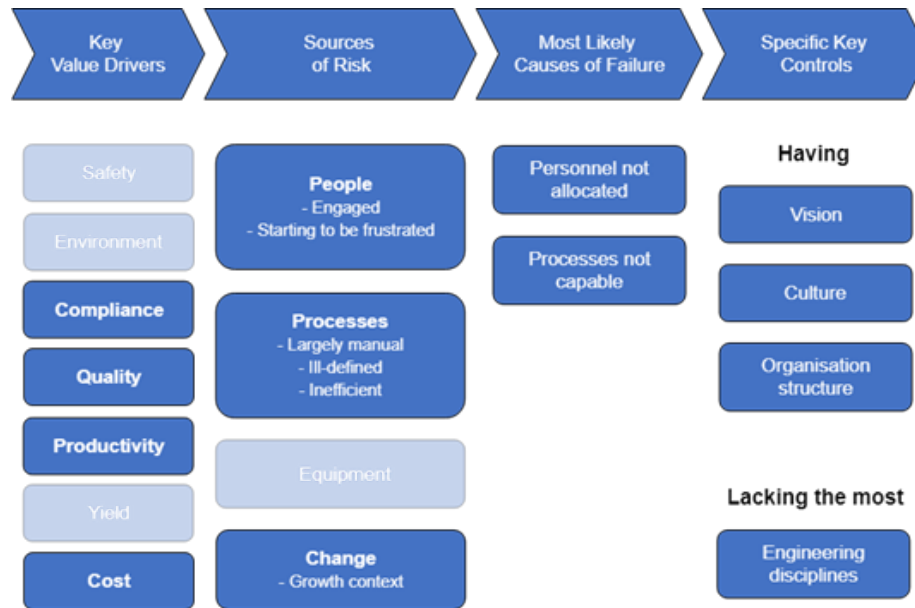 Key
Value Drivers
Sources
of Risk
Most Likely
Causes of Failure
Specific Key
Controls
Safety
Environment
Compliance
Quality
Productivity
Yield
Cost
People
- Engaged
- Starting to be frustrated
Processes
- Largely manual
- Ill-defined
- Inefficient
Equipment
Change
- Growth context
Personnel not
allocated
Processes not
capable
Having
Vision
Culture
Organisation
structure
Lacking the most
Engineering
disciplines